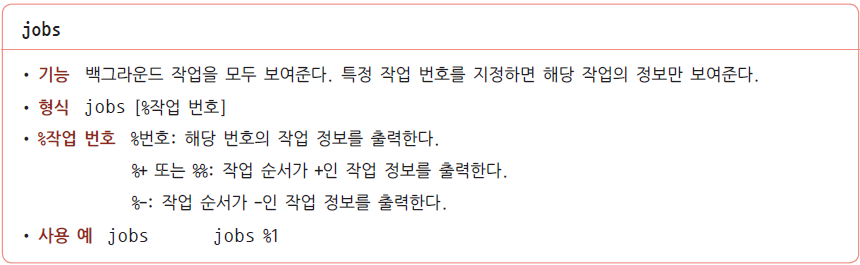 jobs
• 기능 백그라운드 작업을 모두 보여준다. 특정 작업 번호를 지정하면 해당 작업의 정보만 보여준다.
• 형식 jobs [%작업 번호]
• %작업 번호 %번호: 해당 번호의 작업 정보를 출력한다.
%+ 또는 %%: 작업 순서가 +인 작업 정보를 출력한다.
%-: 작업 순서가 -인 작업 정보를 출력한다.
• 사용 예 jobs jobs %1